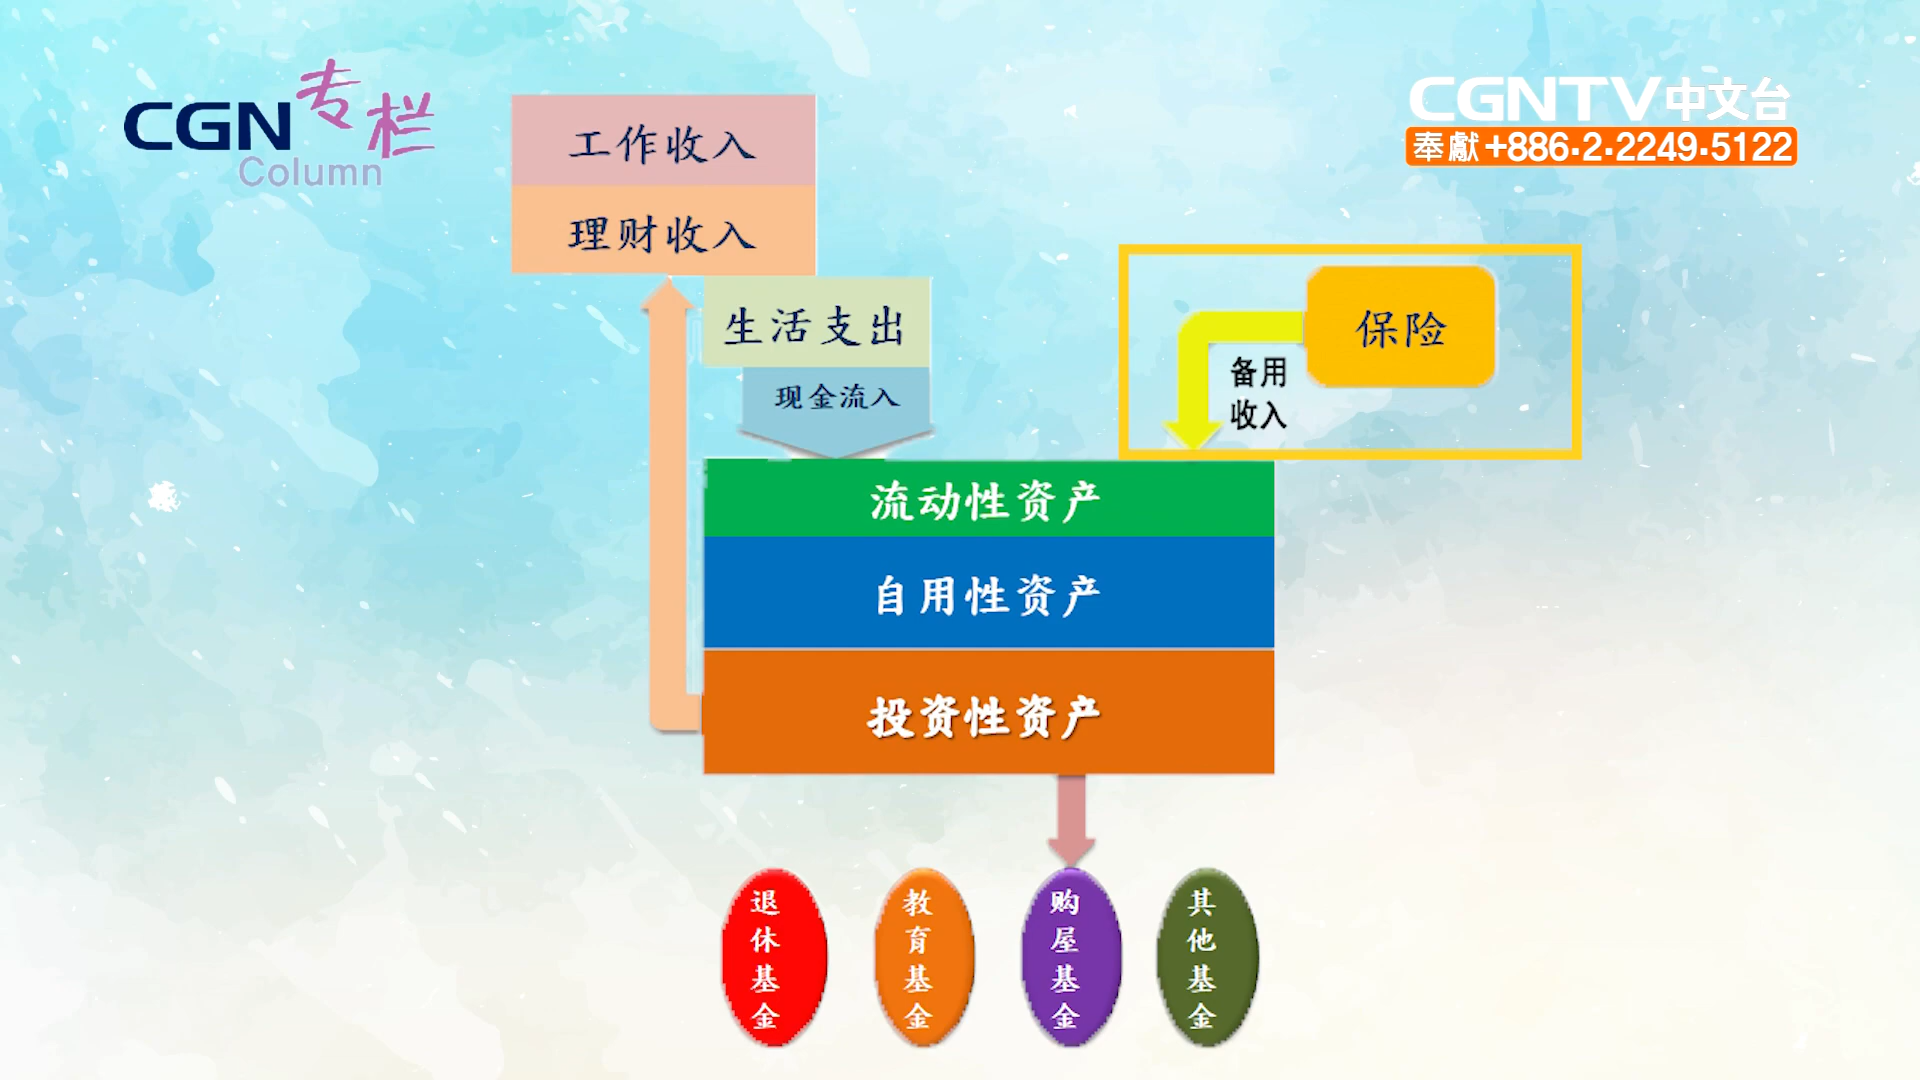 CGN专栏
Column
CGNTV中文台
奉獻+886·2·2249·5122
工作收入
理财收入
生活支出
现金流入
保险
备用
收入
流动性资产
自用性资产
投资性资产
退休基金
教育基金
购屋基金
其他基金